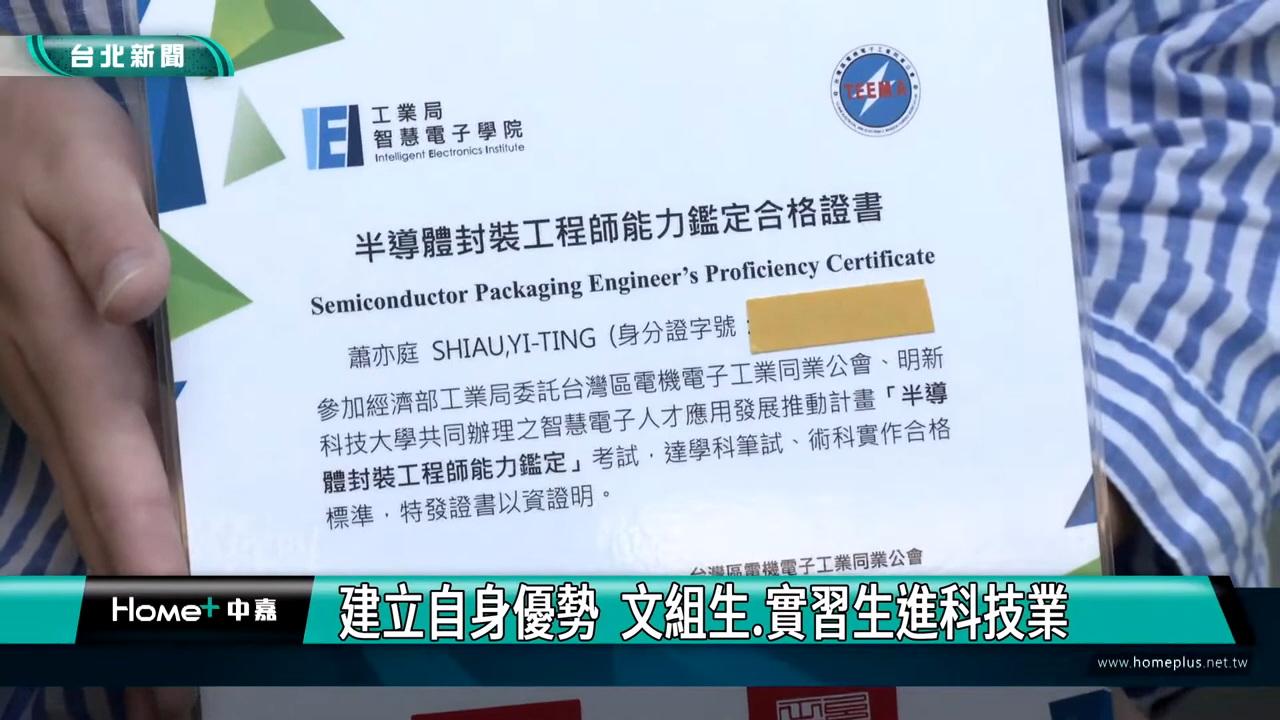 台北新聞
工業局
智慧電子學院
Intelligent Electronics Institute
TEEMA
半導體封裝工程師能力鑑定合格證書
Semiconductor Packaging Engineer's Proficiency Certificate
蕭亦庭 SHIAU,YI-TING (身分證字號：
參加經濟部工業局委託台灣區電機電子工業同業公會、明新
科技大學共同辦理之智慧電子人才應用發展推動計畫「半導
體封裝工程師能力鑑定」考試，達學科筆試、術科實作合格
標準，特發證書以資證明。
台灣區電機電子工業同業公會
Home+ 中嘉
建立自身優勢 文組生.實習生進科技業
www.homeplus.net.tw